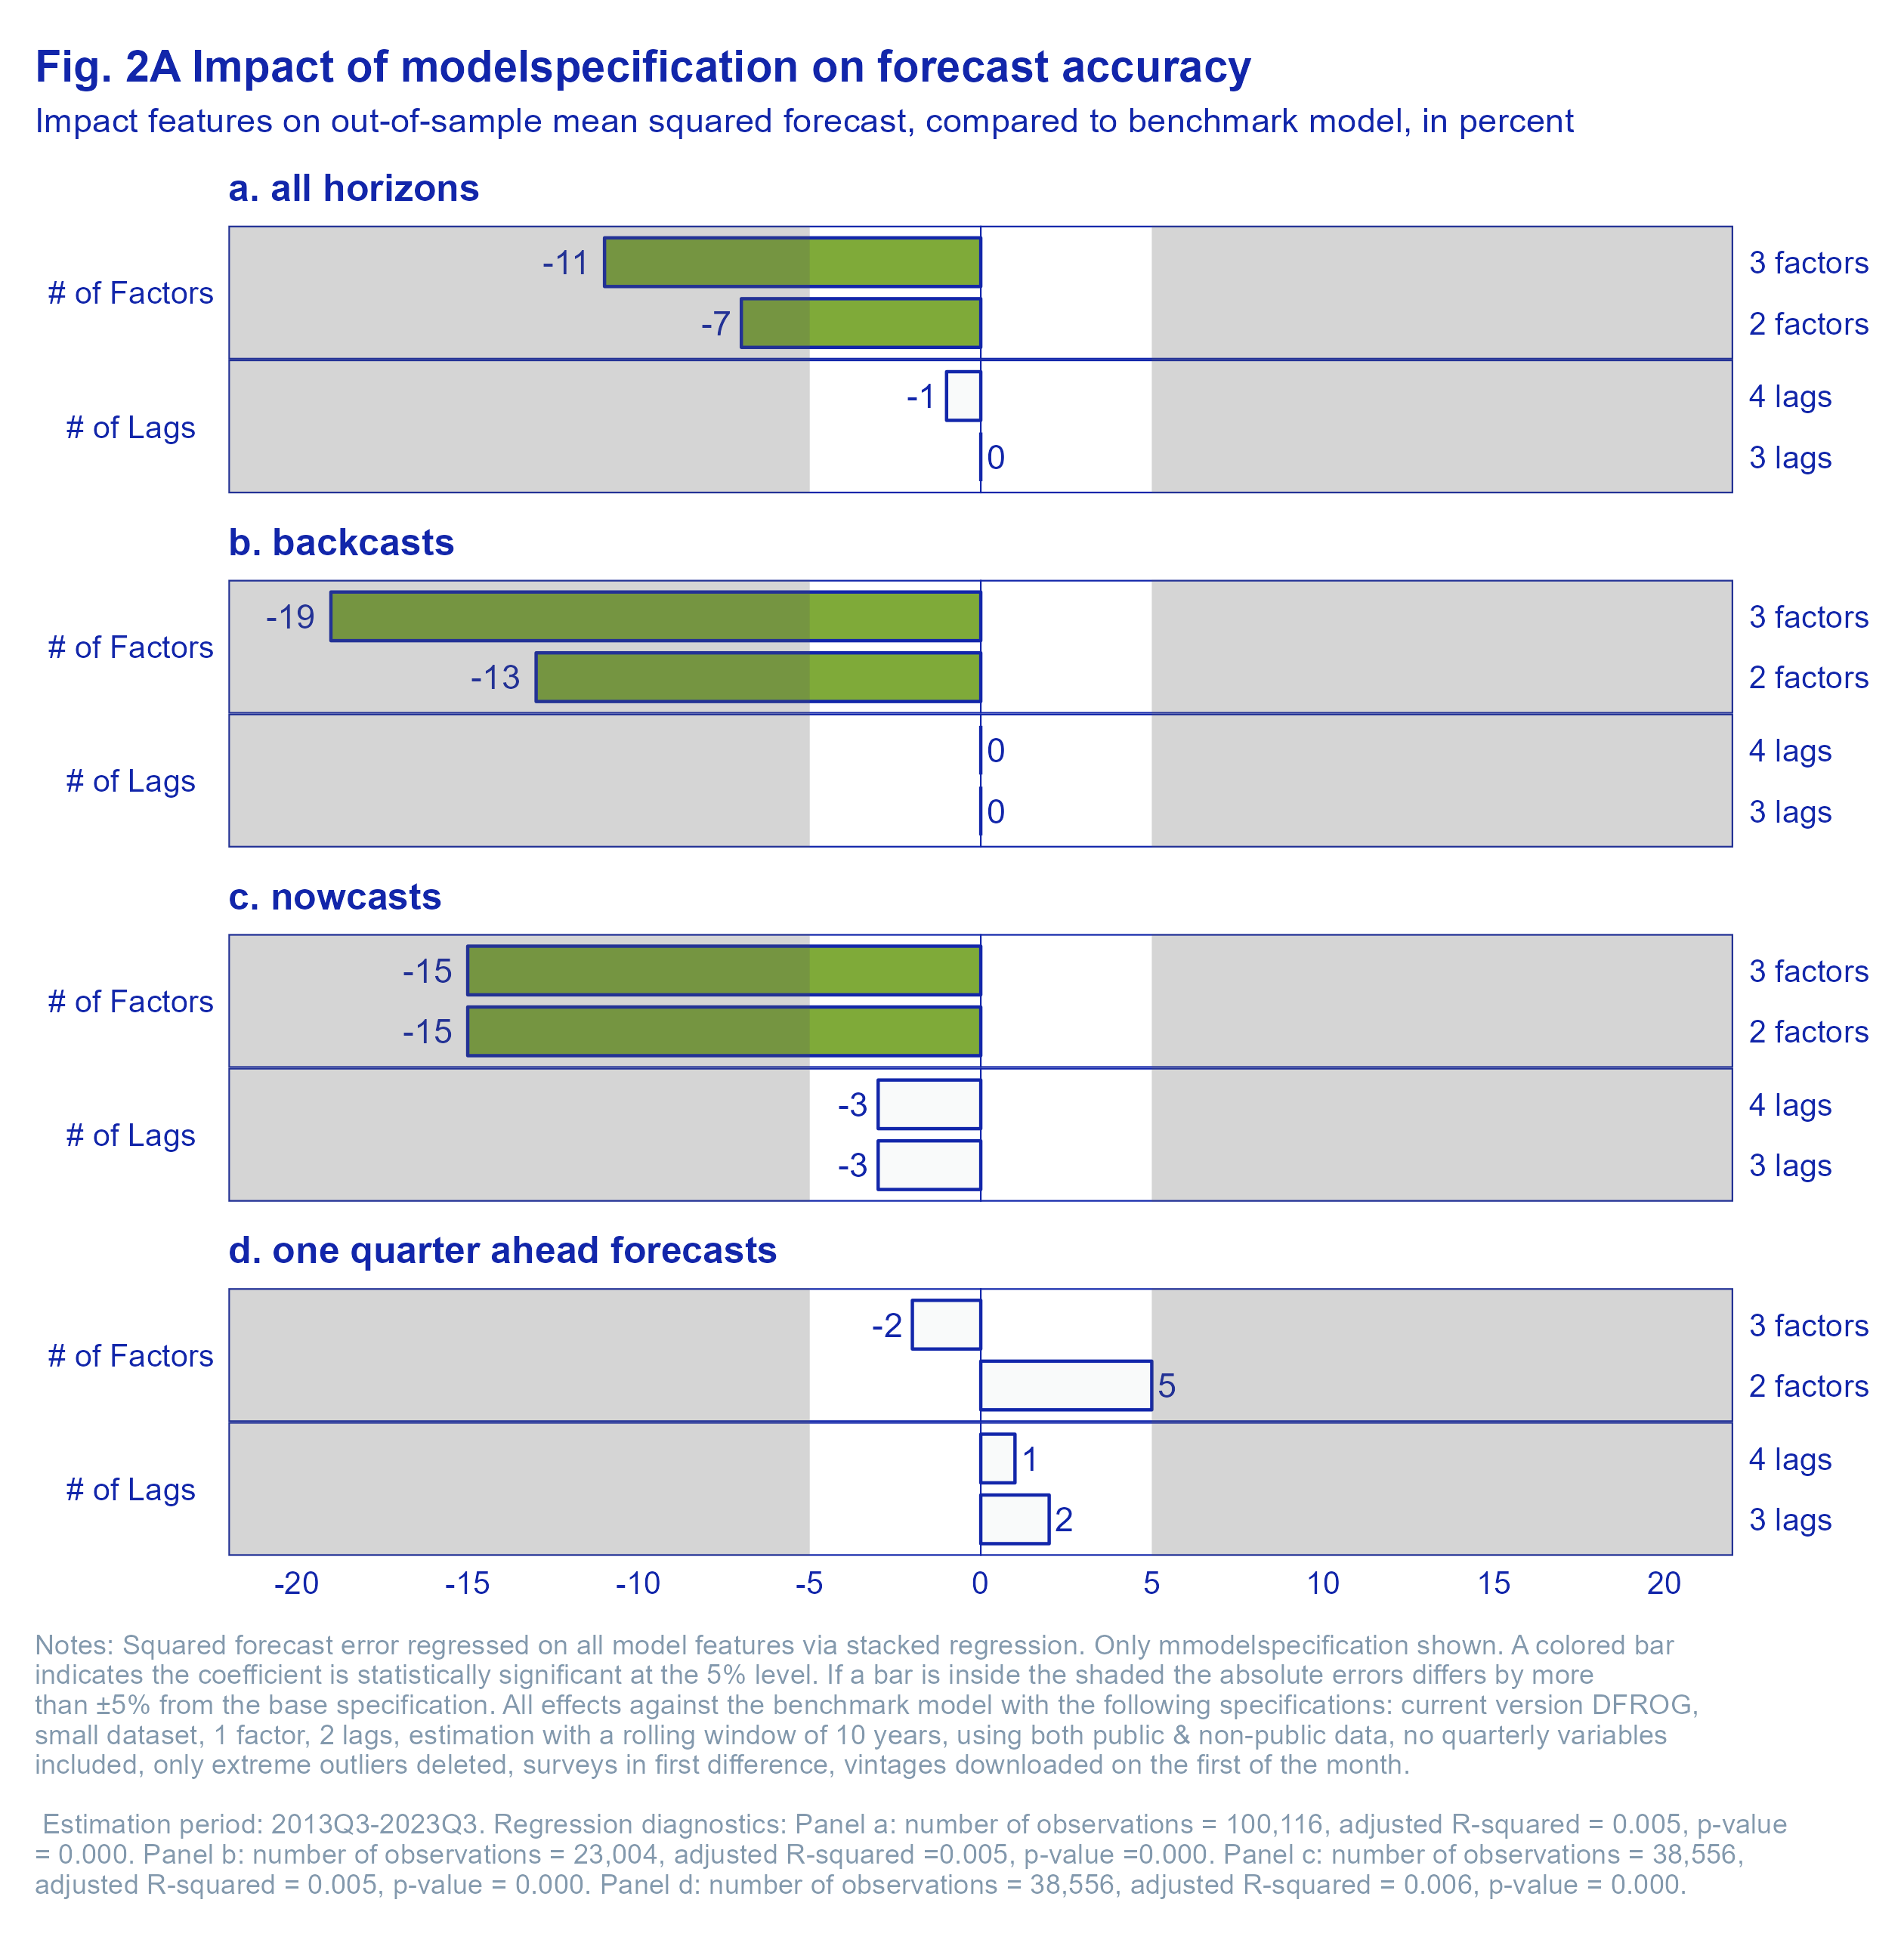 Fig. 2A Impact of modelspecification on forecast accuracy
Impact features on out-of-sample mean squared forecast, compared to benchmark model, in percent
a. all horizons
# of Factors
-11
3 factors
-7
2 factors
# of Lags
-1
4 lags
0
3 lags
b. backcasts
# of Factors
-19
3 factors
-13
2 factors
# of Lags
0
4 lags
0
3 lags
c. nowcasts
# of Factors
-15
3 factors
-15
2 factors
# of Lags
-3
4 lags
-3
3 lags
d. one quarter ahead forecasts
# of Factors
-2
3 factors
5
2 factors
# of Lags
1
4 lags
2
3 lags
-20 -15 -10 -5 0 5 10 15 20
Notes: Squared forecast error regressed on all model features via stacked regression. Only mmodelspecification shown. A colored bar
indicates the coefficient is statistically significant at the 5% level. If a bar is inside the shaded the absolute errors differs by more
than ±5% from the base specification. All effects against the benchmark model with the following specifications: current version DFROG,
small dataset, 1 factor, 2 lags, estimation with a rolling window of 10 years, using both public & non-public data, no quarterly variables
included, only extreme outliers deleted, surveys in first difference, vintages downloaded on the first of the month.
Estimation period: 2013Q3-2023Q3. Regression diagnostics: Panel a: number of observations = 100,116, adjusted R-squared = 0.005, p-value
= 0.000. Panel b: number of observations = 23,004, adjusted R-squared =0.005, p-value =0.000. Panel c: number of observations = 38,556,
adjusted R-squared = 0.005, p-value = 0.000. Panel d: number of observations = 38,556, adjusted R-squared = 0.006, p-value = 0.000.